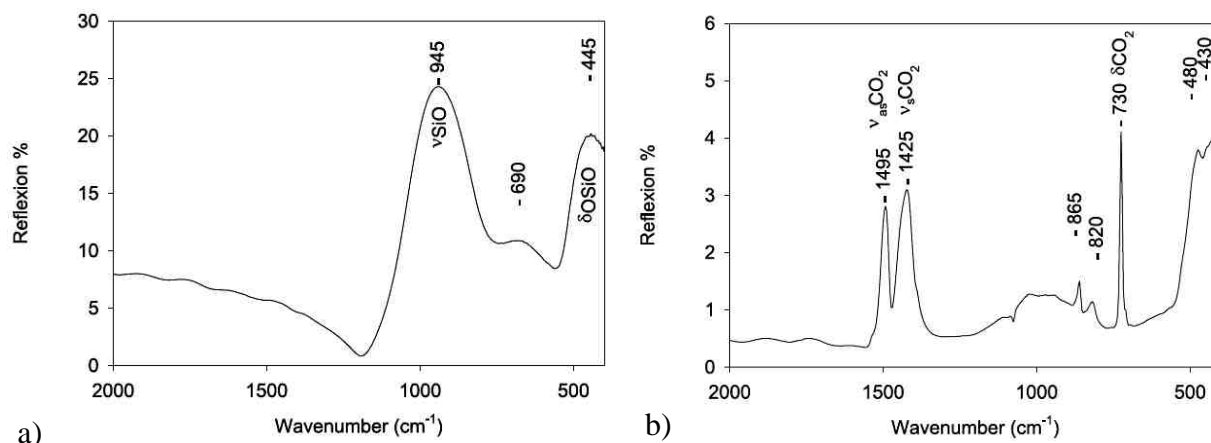 30
25
20
15
10
5
0
Reflexion %
2000
1500
1000
500
Wavenumber (cm⁻¹)
- 945
νSiO
- 690
- 445
δOSiO
a)
6
5
4
3
2
1
0
Reflexion %
2000
1500
1000
500
Wavenumber (cm⁻¹)
- 1495 νasCO₂
- 1425 νsCO₂
- 865
- 820
- 730 δCO₂
- 480
- 430
b)